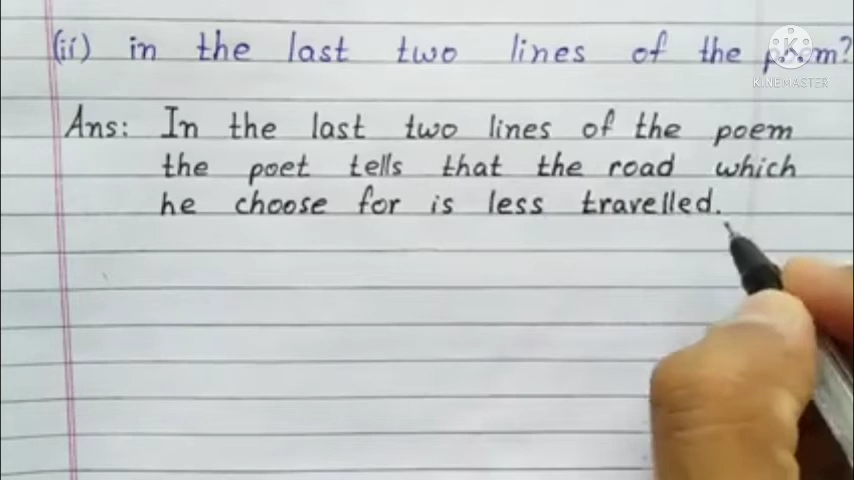 (ii) in the last two lines of the poem?
KINEMASTER
Ans: In the last two lines of the poem
the poet tells that the road which
he choose for is less travelled.